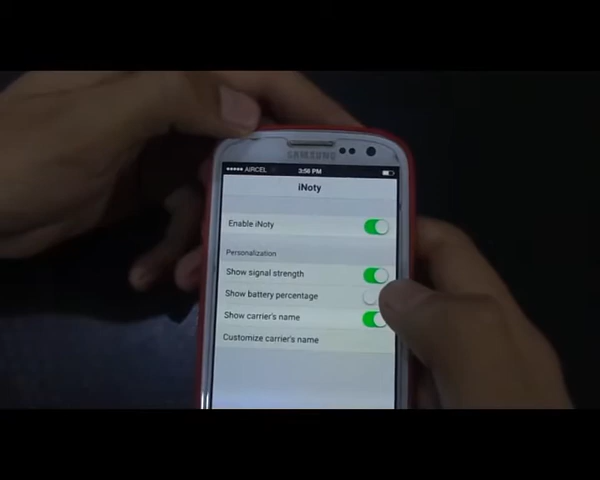 SAMSUNG
AIRCEL 3:56 PM
iNoty
Enable iNoty
Personalization
Show signal strength
Show battery percentage
Show carrier's name
Customize carrier's name